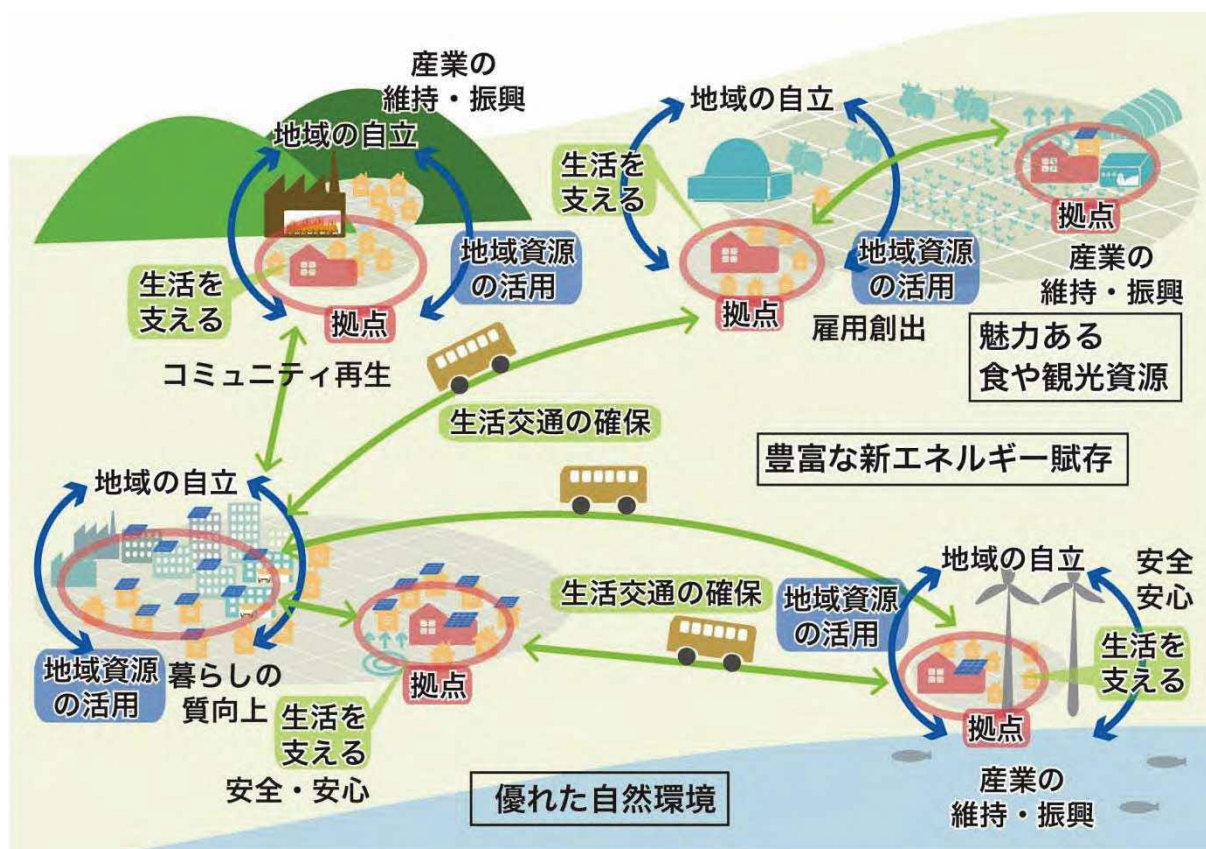 産業の
維持・振興
地域の自立
生活を
支える
地域資源
の活用
拠点
コミュニティ再生
地域の自立
生活を
支える
拠点
地域資源
の活用
雇用創出
拠点
産業の
維持・振興
魅力ある
食や観光資源
生活交通の確保
豊富な新エネルギー賦存
地域の自立
地域資源
の活用
暮らしの
質向上
拠点
生活を
支える
安全・安心
生活交通の確保
地域資源
の活用
地域の自立
安全
安心
生活を
支える
拠点
産業の
維持・振興
優れた自然環境